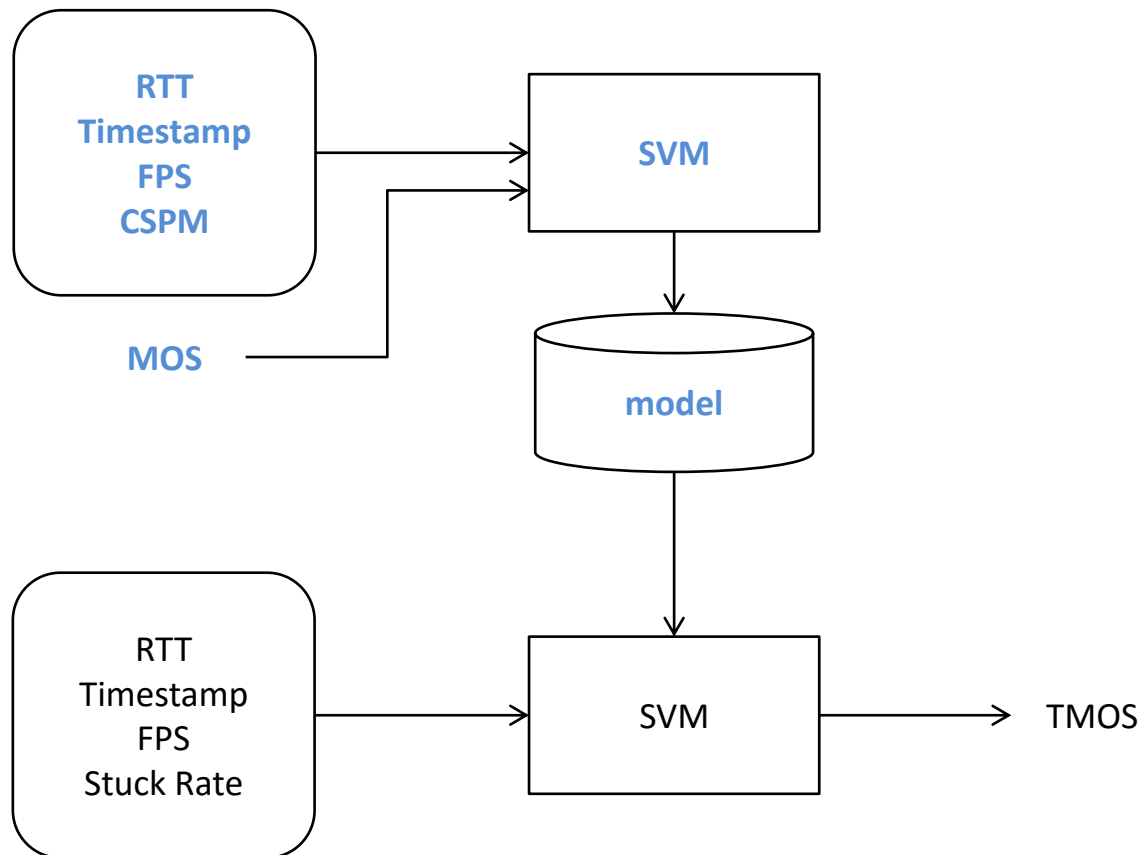 RTT
Timestamp
FPS
CSPM
SVM
MOS
model
RTT
Timestamp
FPS
Stuck Rate
SVM
TMOS